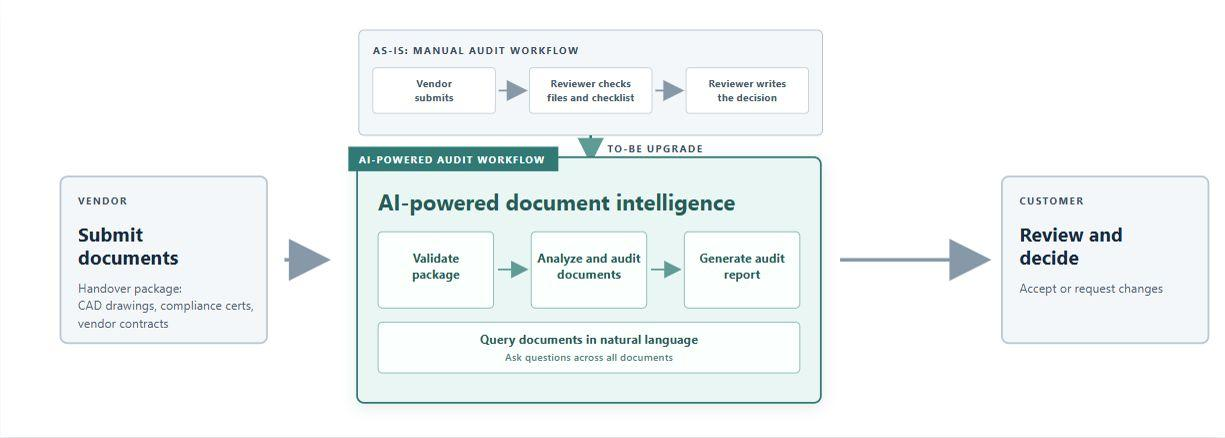 AS-IS: MANUAL AUDIT WORKFLOW
Vendor
submits
Reviewer checks
files and checklist
Reviewer writes
the decision
TO-BE UPGRADE
AI-POWERED AUDIT WORKFLOW
VENDOR
Submit
documents
Handover package:
CAD drawings, compliance certs,
vendor contracts
AI-powered document intelligence
Validate
package
Analyze and audit
documents
Generate audit
report
Query documents in natural language
Ask questions across all documents
CUSTOMER
Review and
decide
Accept or request changes